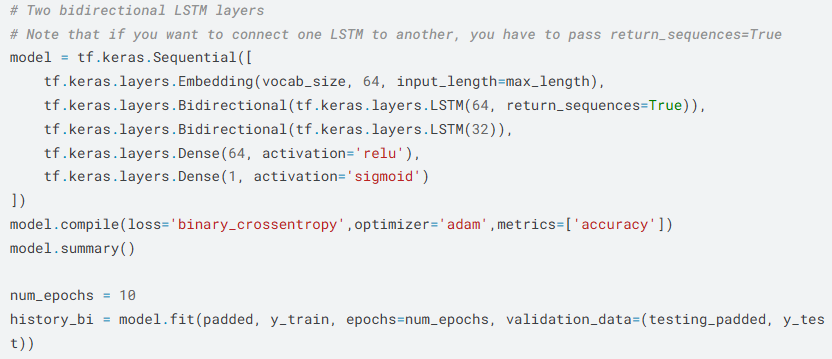 # Two bidirectional LSTM layers
# Note that if you want to connect one LSTM to another, you have to pass return_sequences=True
model = tf.keras.Sequential([
    tf.keras.layers.Embedding(vocab_size, 64, input_length=max_length),
    tf.keras.layers.Bidirectional(tf.keras.layers.LSTM(64, return_sequences=True)),
    tf.keras.layers.Bidirectional(tf.keras.layers.LSTM(32)),
    tf.keras.layers.Dense(64, activation='relu'),
    tf.keras.layers.Dense(1, activation='sigmoid')
])
model.compile(loss='binary_crossentropy',optimizer='adam',metrics=['accuracy'])
model.summary()

num_epochs = 10
history_bi = model.fit(padded, y_train, epochs=num_epochs, validation_data=(testing_padded, y_tes
t))